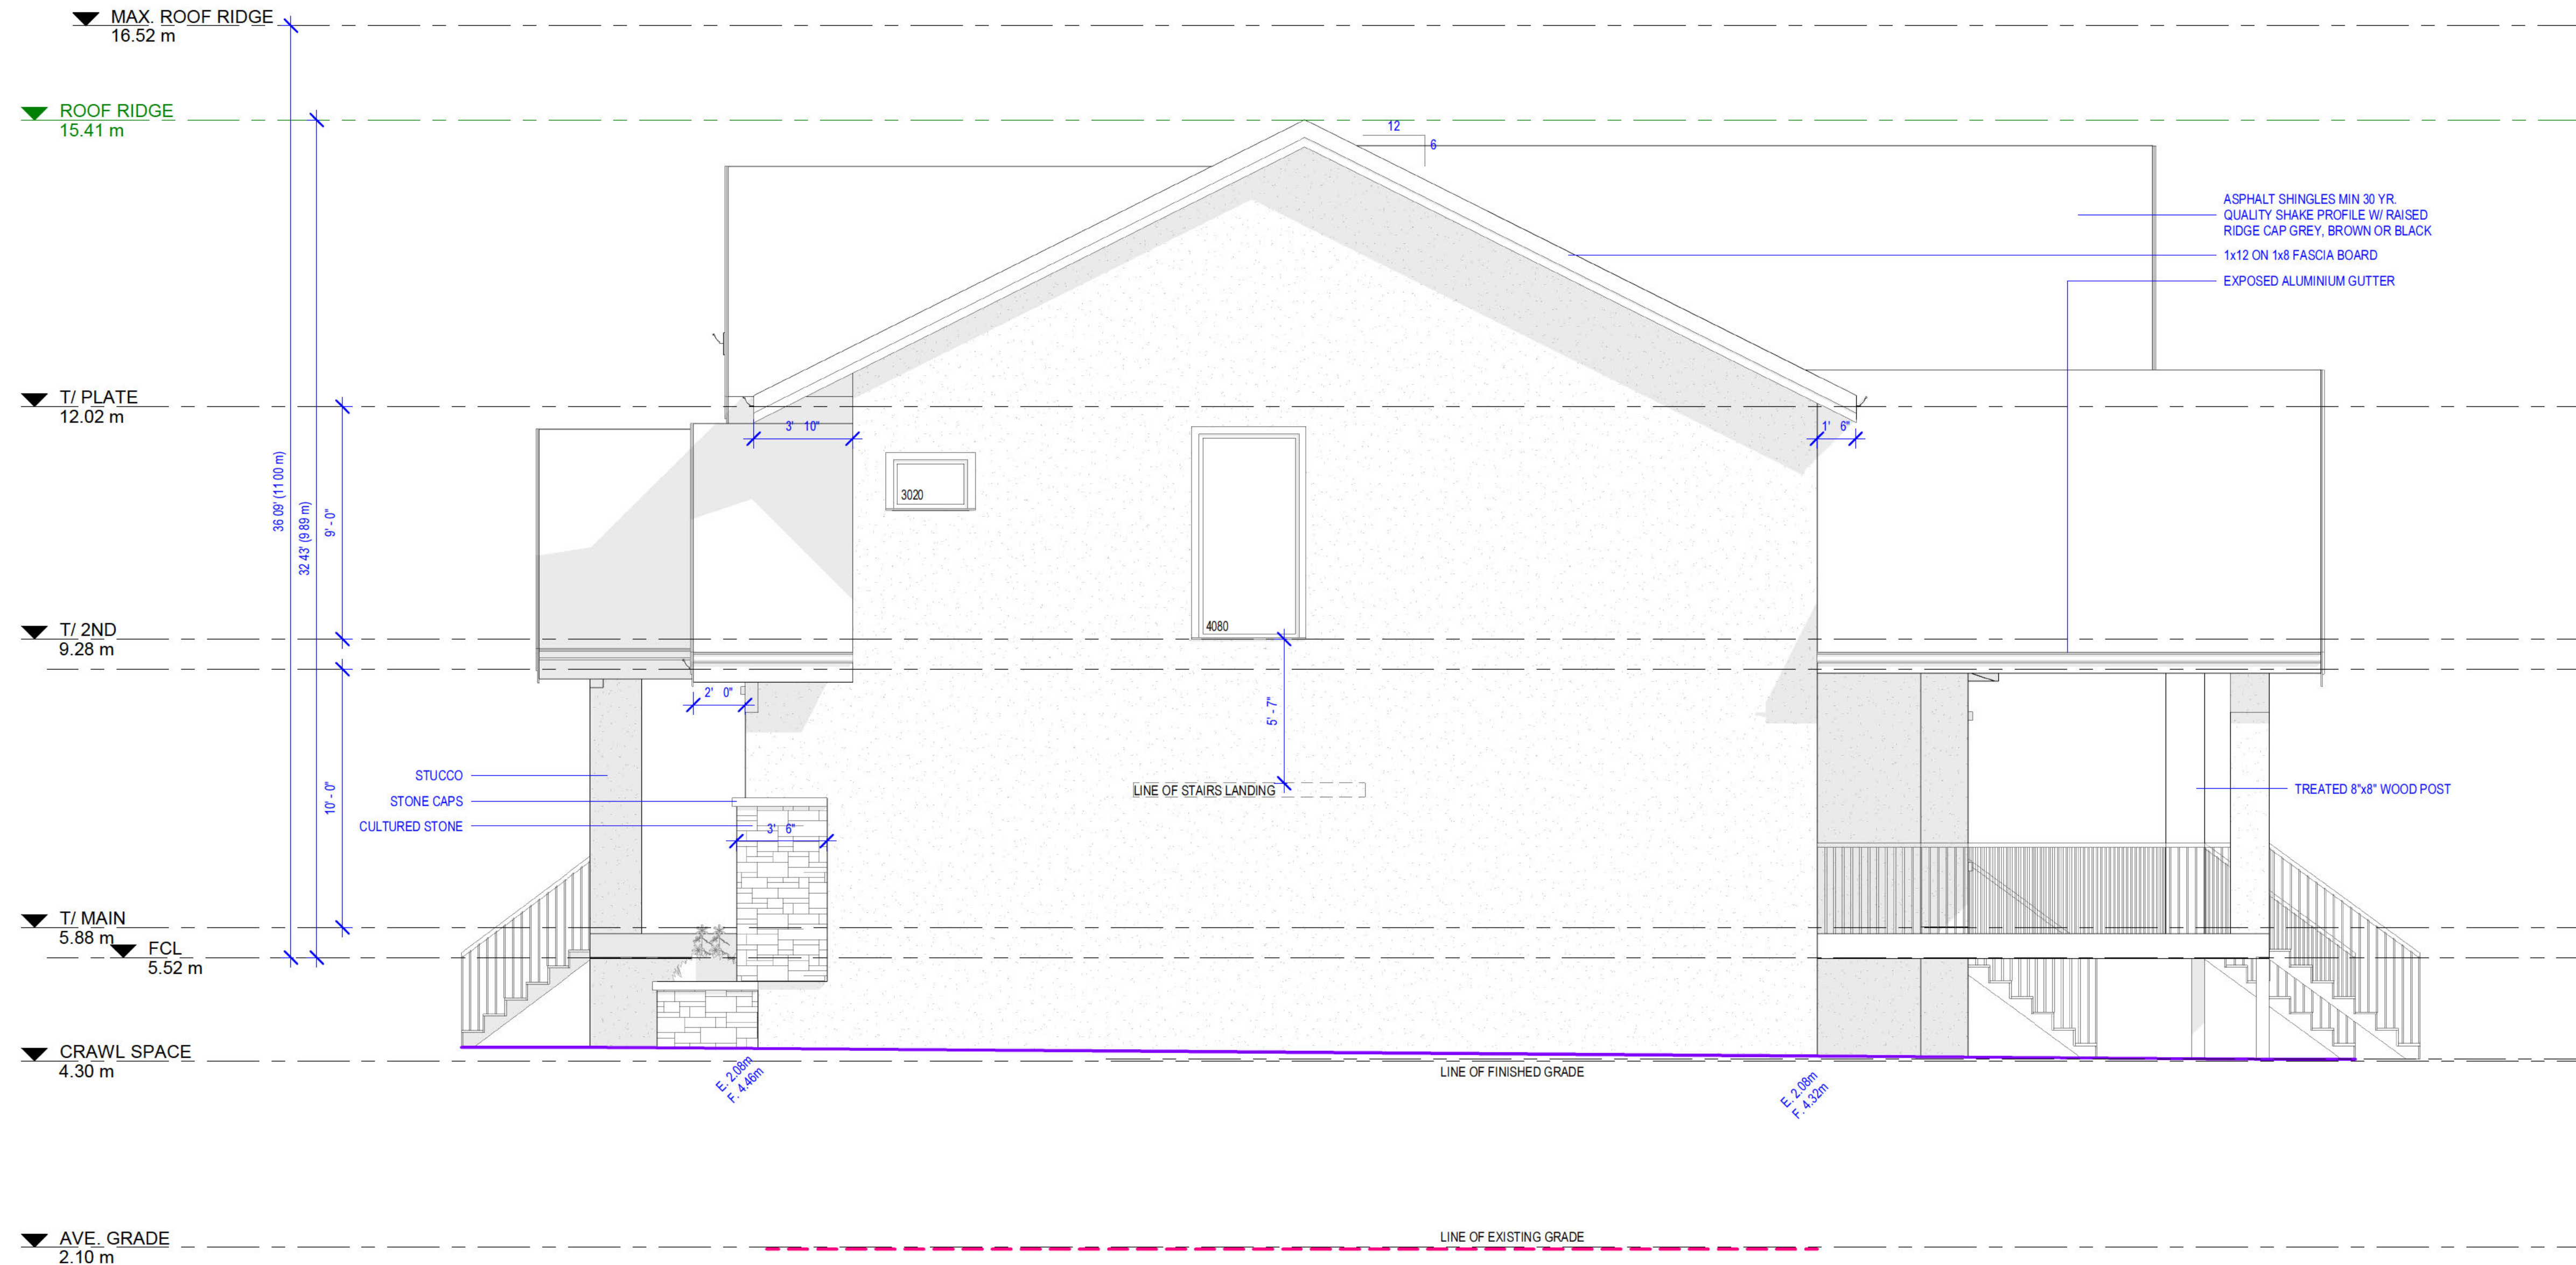 MAX. ROOF RIDGE
16.52 m
ROOF RIDGE
15.41 m
12
6
ASPHALT SHINGLES MIN 30 YR.
QUALITY SHAKE PROFILE W/ RAISED
RIDGE CAP GREY, BROWN OR BLACK
1x12 ON 1x8 FASCIA BOARD
EXPOSED ALUMINIUM GUTTER
T/ PLATE
12.02 m
3' 10"
1' 6"
36 09' (11 00 m)
32 43' (9 89 m)
9' - 0"
3020
4080
T/ 2ND
9.28 m
2' 0"
5' - 7"
STUCCO
STONE CAPS
CULTURED STONE
10' - 0"
3' 6"
LINE OF STAIRS LANDING
TREATED 8"x8" WOOD POST
T/ MAIN
5.88 m
FCL
5.52 m
CRAWL SPACE
4.30 m
E. 2.08m
F. 4.46m
LINE OF FINISHED GRADE
E. 2.08m
F. 4.32m
AVE. GRADE
2.10 m
LINE OF EXISTING GRADE